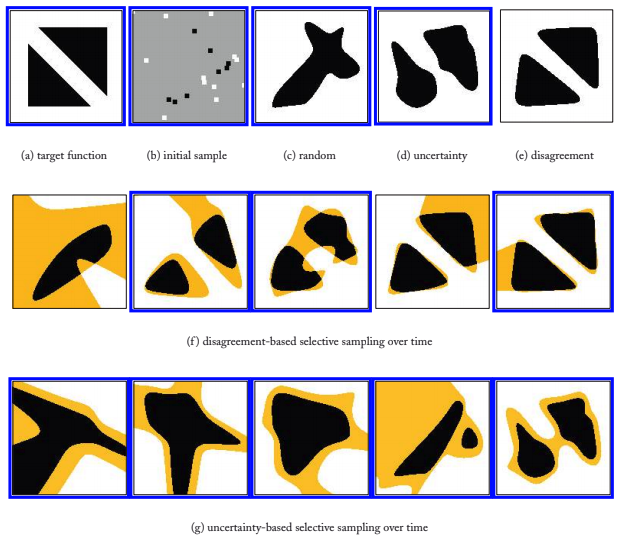 (a) target function (b) initial sample (c) random (d) uncertainty (e) disagreement
(f) disagreement-based selective sampling over time
(g) uncertainty-based selective sampling over time